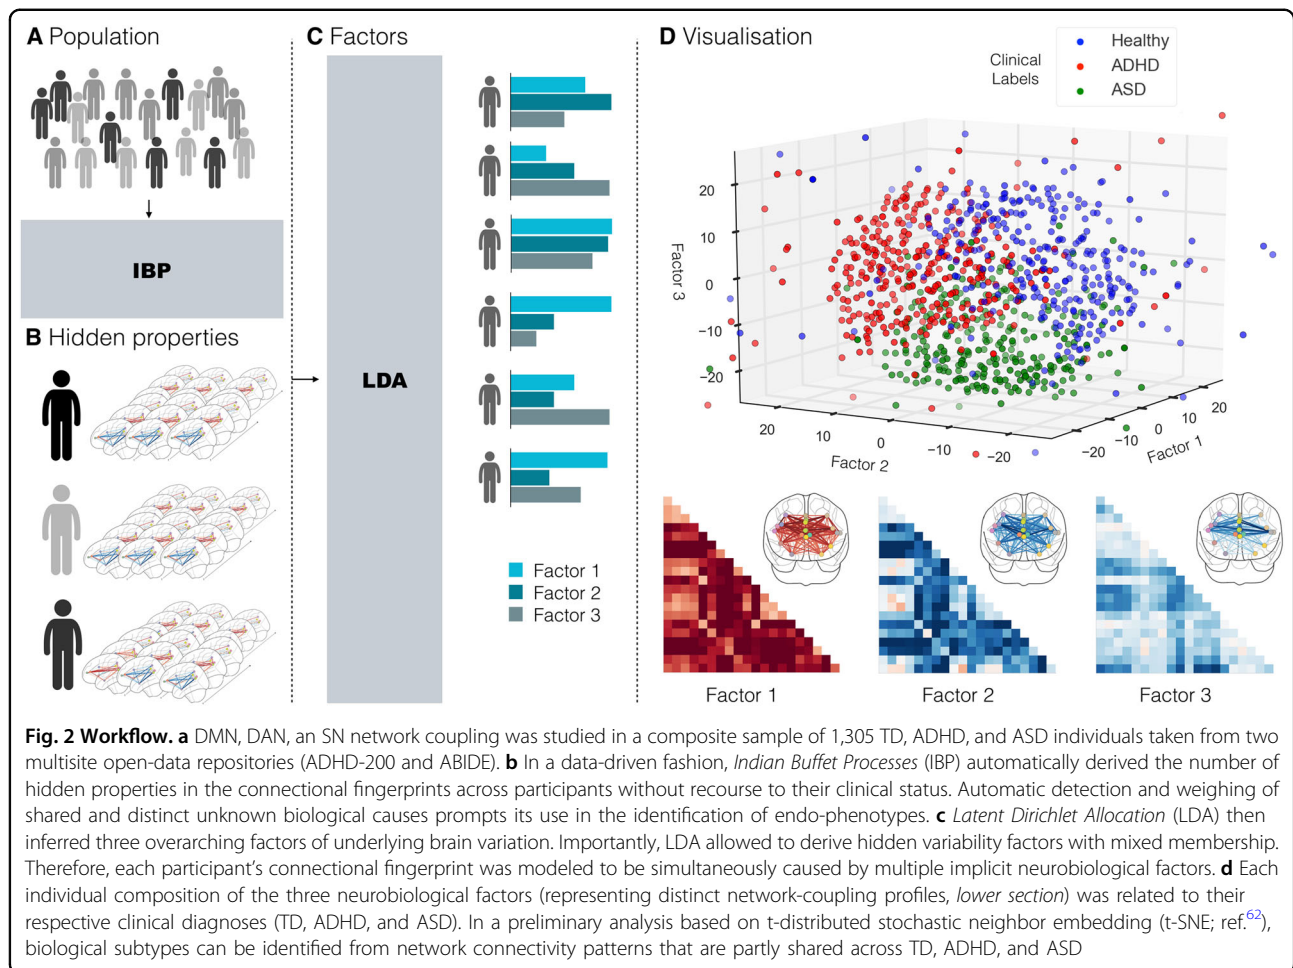 A Population
IBP
B Hidden properties
C Factors
LDA
Factor 1
Factor 2
Factor 3
D Visualisation
Clinical
Labels
Healthy
ADHD
ASD
Factor 3
20
10
0
−10
−20
20
10
0
−10
−20
Factor 2
−20
−10
0
10
20
Factor 1
Factor 1
Factor 2
Factor 3
Fig. 2 Workflow. a DMN, DAN, an SN network coupling was studied in a composite sample of 1,305 TD, ADHD, and ASD individuals taken from two
multisite open-data repositories (ADHD-200 and ABIDE). b In a data-driven fashion, Indian Buffet Processes (IBP) automatically derived the number of
hidden properties in the connectional fingerprints across participants without recourse to their clinical status. Automatic detection and weighing of
shared and distinct unknown biological causes prompts its use in the identification of endo-phenotypes. c Latent Dirichlet Allocation (LDA) then
inferred three overarching factors of underlying brain variation. Importantly, LDA allowed to derive hidden variability factors with mixed membership.
Therefore, each participant's connectional fingerprint was modeled to be simultaneously caused by multiple implicit neurobiological factors. d Each
individual composition of the three neurobiological factors (representing distinct network-coupling profiles, lower section) was related to their
respective clinical diagnoses (TD, ADHD, and ASD). In a preliminary analysis based on t-distributed stochastic neighbor embedding (t-SNE; ref.62),
biological subtypes can be identified from network connectivity patterns that are partly shared across TD, ADHD, and ASD